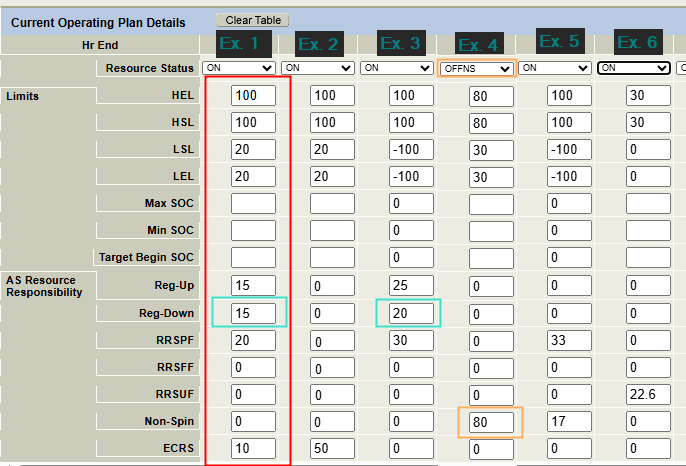 Current Operating Plan Details Clear Table
Hr End Ex. 1 Ex. 2 Ex. 3 Ex. 4 Ex. 5 Ex. 6
Resource Status ON ON ON OFFNS ON ON
Limits HEL 100 100 100 80 100 30
HSL 100 100 100 80 100 30
LSL 20 20 -100 30 -100 0
LEL 20 20 -100 30 -100 0
Max SOC 0 0
Min SOC 0 0
Target Begin SOC 0 0
AS Resource
Responsibility
Reg-Up 15 0 25 0 0 0
Reg-Down 15 0 20 0 0 0
RRSPF 20 0 30 0 33 0
RRSFF 0 0 0 0 0 0
RRSUF 0 0 0 0 0 22.6
Non-Spin 0 0 0 80 17 0
ECRS 10 50 0 0 0 0